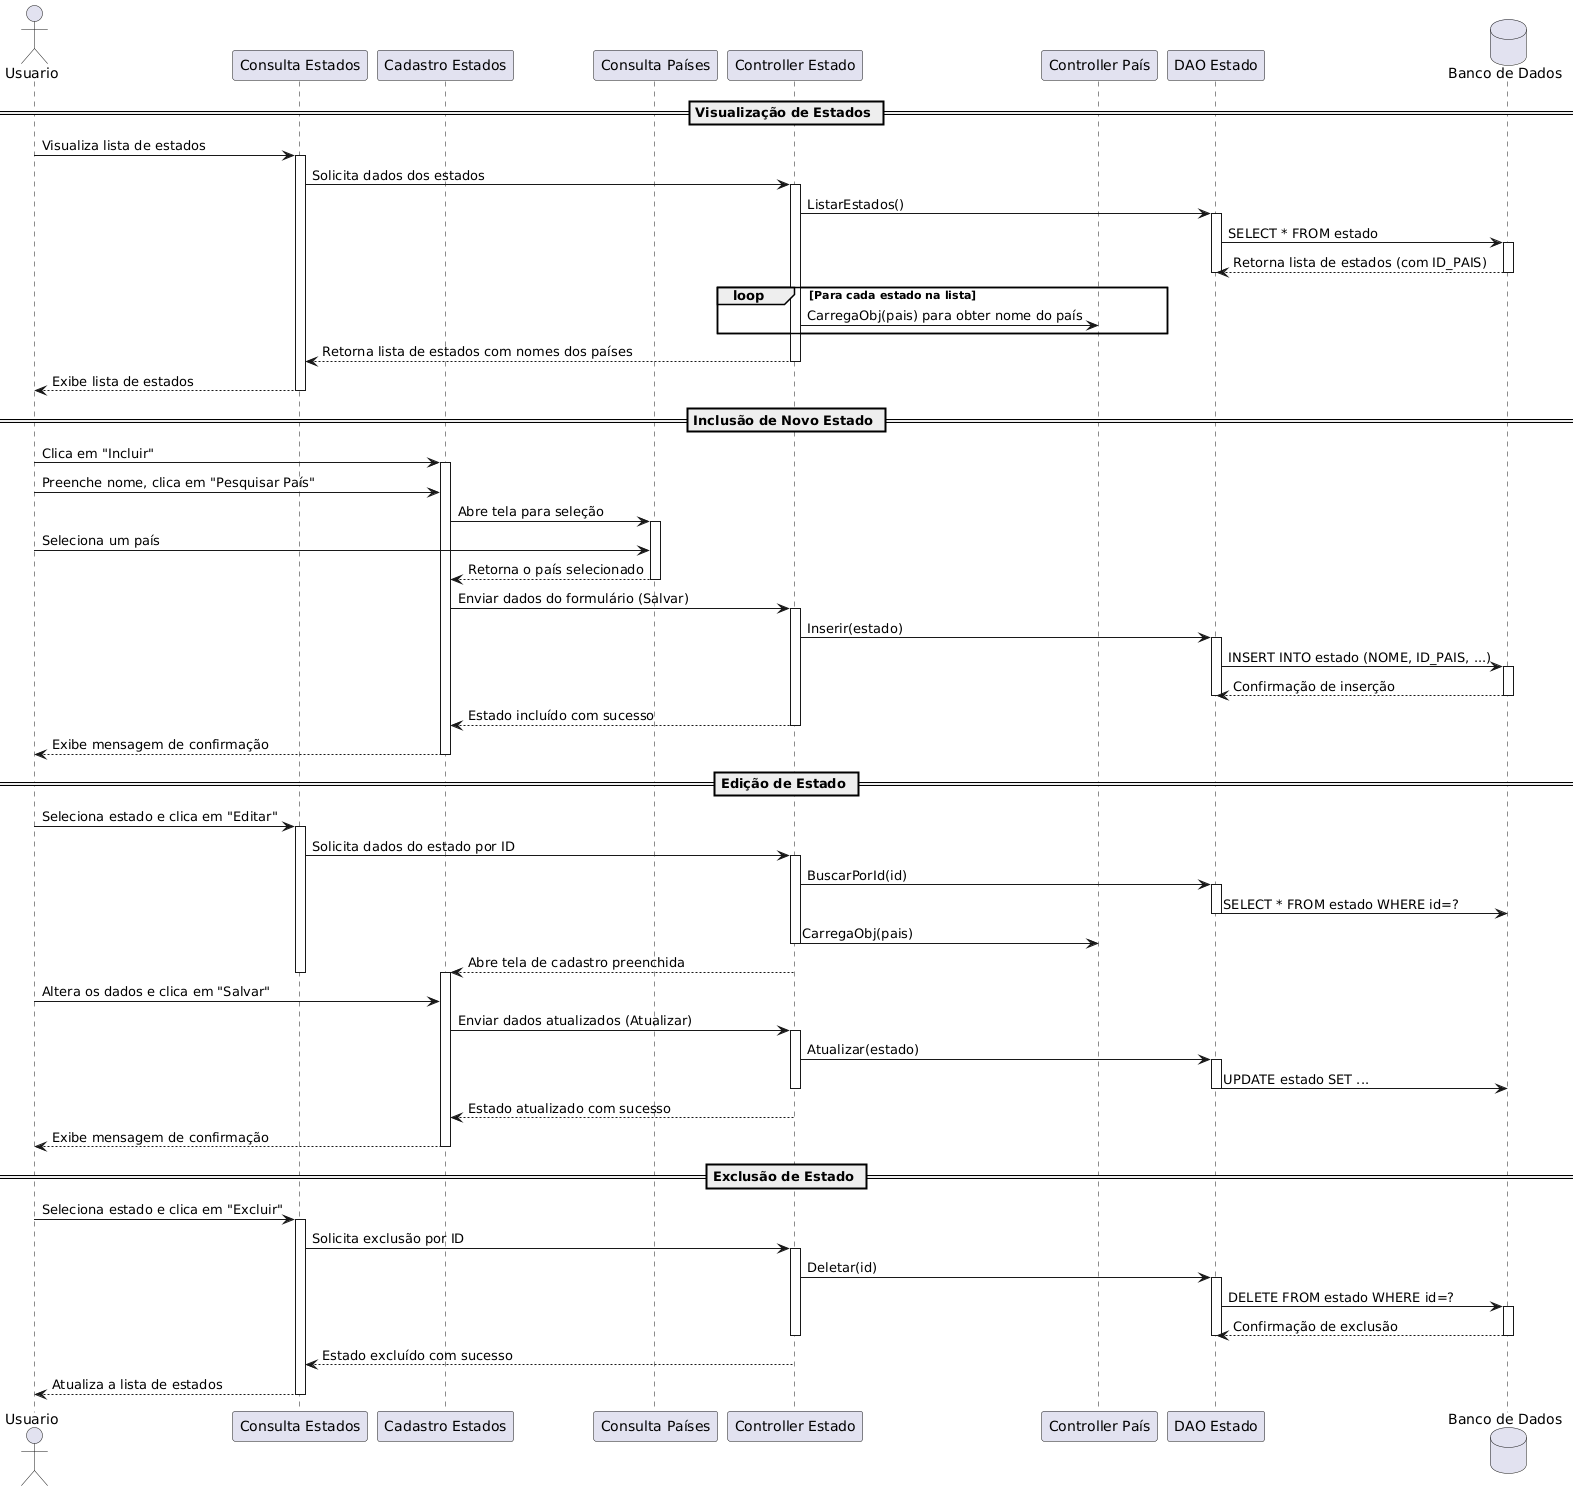 Usuario
Consulta Estados
Cadastro Estados
Consulta Países
Controller Estado
Controller País
DAO Estado
Banco de Dados
Visualização de Estados
Visualiza lista de estados
Solicita dados dos estados
ListarEstados()
SELECT * FROM estado
Retorna lista de estados (com ID_PAIS)
loop
[Para cada estado na lista]
CarregaObj(pais) para obter nome do país
Retorna lista de estados com nomes dos países
Exibe lista de estados
Inclusão de Novo Estado
Clica em "Incluir"
Preenche nome, clica em "Pesquisar País"
Abre tela para seleção
Seleciona um país
Retorna o país selecionado
Enviar dados do formulário (Salvar)
Inserir(estado)
INSERT INTO estado (NOME, ID_PAIS, ...)
Confirmação de inserção
Estado incluído com sucesso
Exibe mensagem de confirmação
Edição de Estado
Seleciona estado e clica em "Editar"
Solicita dados do estado por ID
BuscarPorId(id)
SELECT * FROM estado WHERE id=?
CarregaObj(pais)
Abre tela de cadastro preenchida
Altera os dados e clica em "Salvar"
Enviar dados atualizados (Atualizar)
Atualizar(estado)
UPDATE estado SET ...
Estado atualizado com sucesso
Exibe mensagem de confirmação
Exclusão de Estado
Seleciona estado e clica em "Excluir"
Solicita exclusão por ID
Deletar(id)
DELETE FROM estado WHERE id=?
Confirmação de exclusão
Estado excluído com sucesso
Atualiza a lista de estados
Usuario
Consulta Estados
Cadastro Estados
Consulta Países
Controller Estado
Controller País
DAO Estado
Banco de Dados